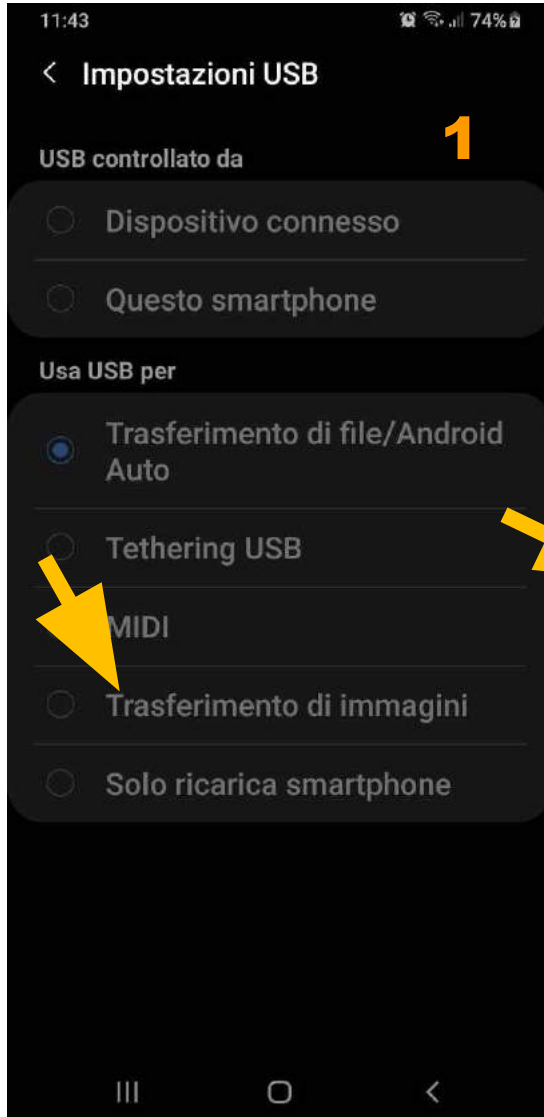 11:43 74%
Impostazioni USB
1
USB controllato da
Dispositivo connesso
Questo smartphone
Usa USB per
Trasferimento di file/Android
Auto
Tethering USB
MIDI
Trasferimento di immagini
Solo ricarica smartphone